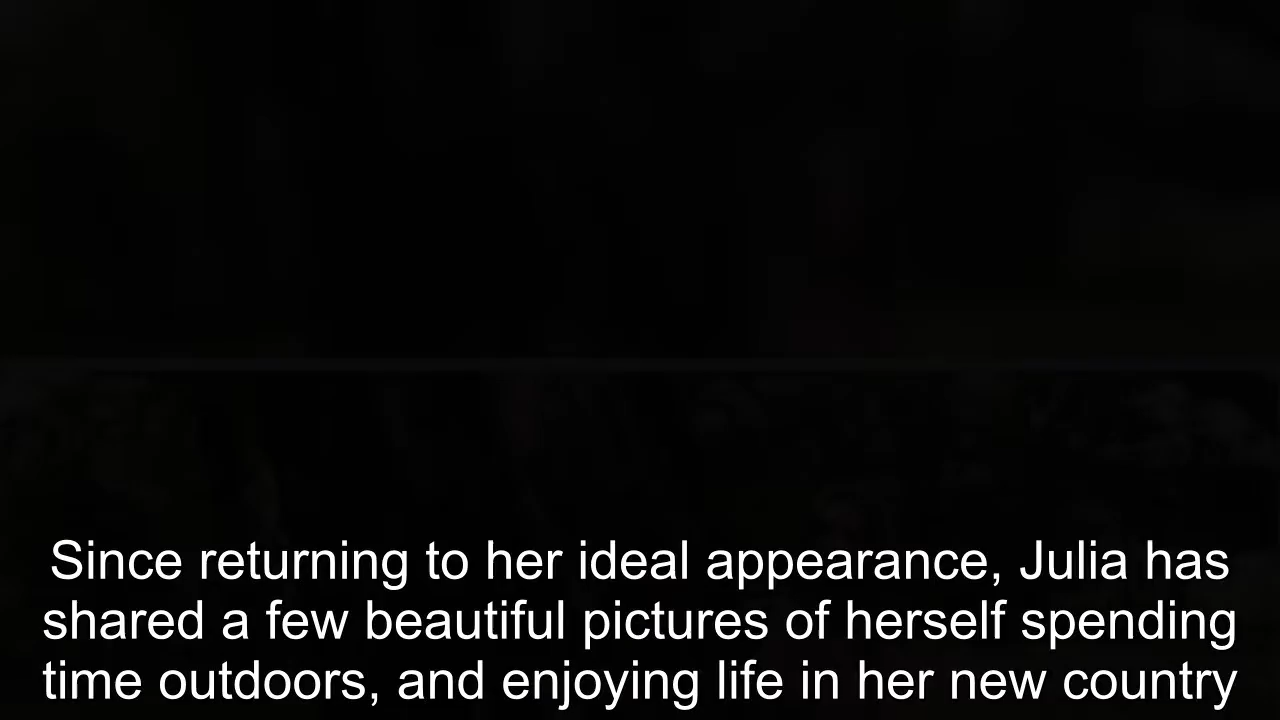 Since returning to her ideal appearance, Julia has
shared a few beautiful pictures of herself spending
time outdoors, and enjoying life in her new country